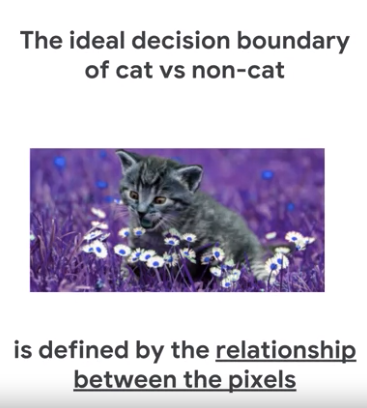 The ideal decision boundary
of cat vs non-cat
is defined by the relationship
between the pixels